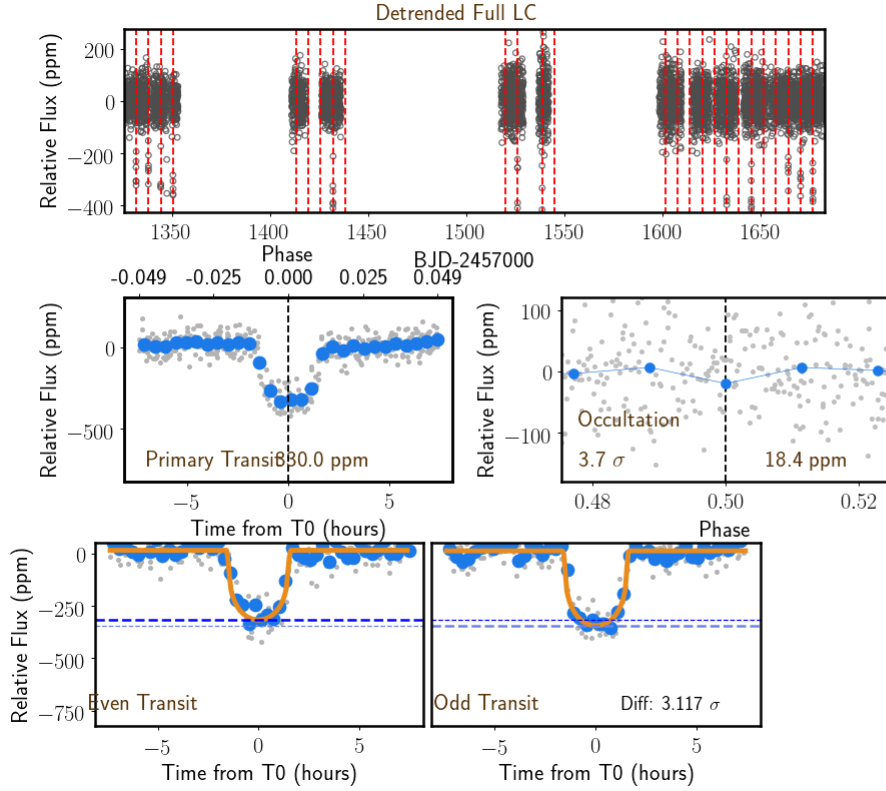 Detrended Full LC
Relative Flux (ppm)
200
0
−200
−400
1350 1400 1450 1500 1550 1600 1650
BJD-2457000
Phase
-0.049 -0.025 0.000 0.025 0.049
Relative Flux (ppm)
0
−500
Primary Transit 330.0 ppm
−5 0 5
Time from T0 (hours)
Relative Flux (ppm)
100
0
−100
Occultation
3.7 σ 18.4 ppm
0.48 0.50 0.52
Phase
Relative Flux (ppm)
0
−250
−500
−750
Even Transit
−5 0 5
Time from T0 (hours)
Odd Transit Diff: 3.117 σ
−5 0 5
Time from T0 (hours)